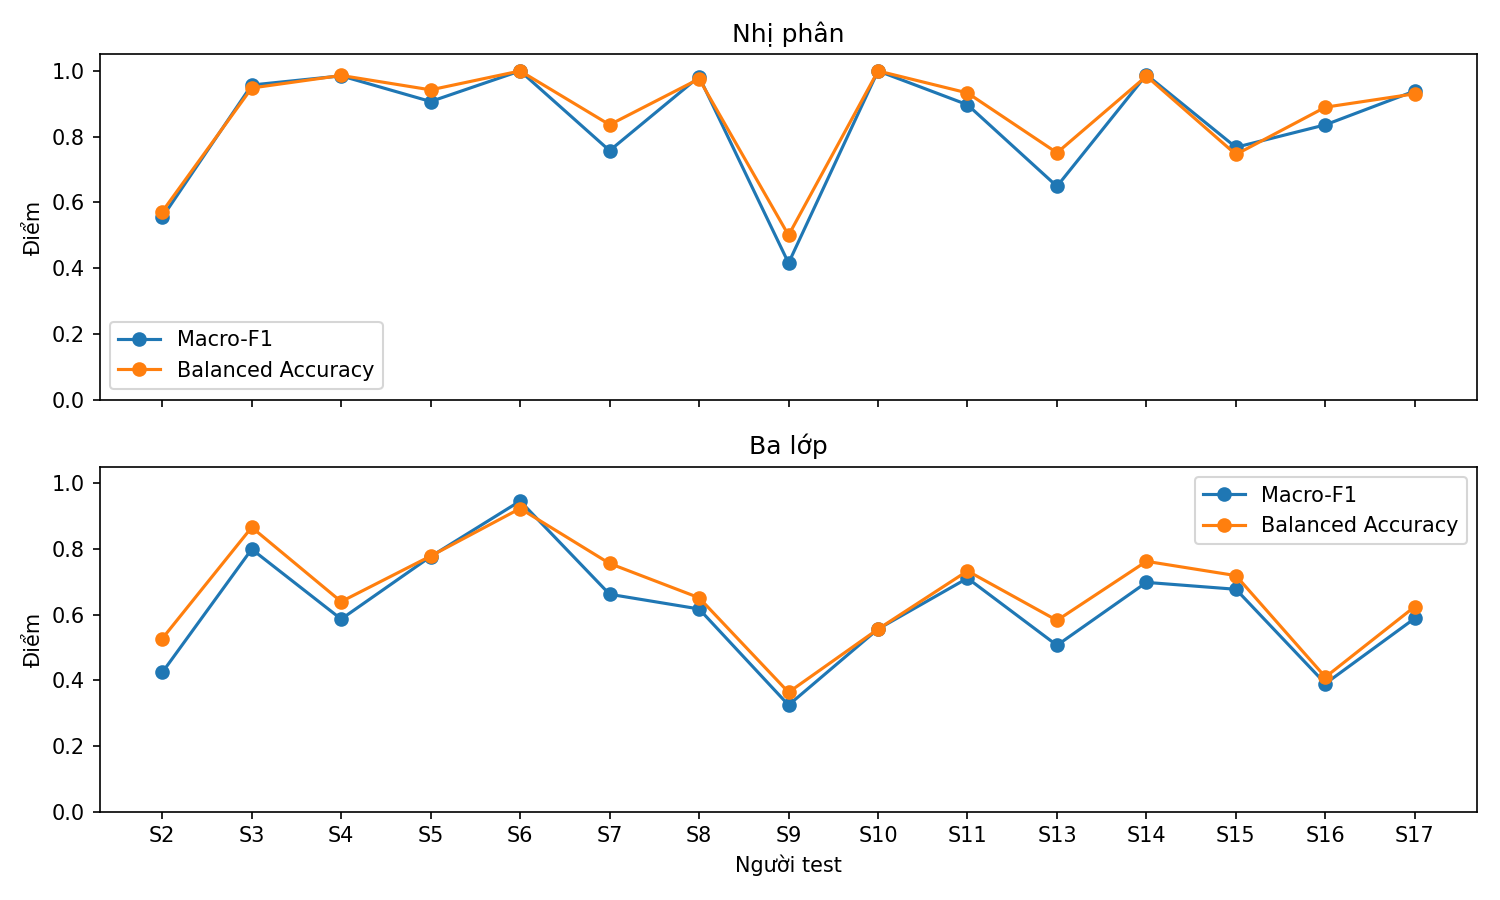 Nhị phân
1.0
0.8
0.6
0.4
0.2
0.0
Điểm
Macro-F1
Balanced Accuracy
Ba lớp
1.0
0.8
0.6
0.4
0.2
0.0
Điểm
Macro-F1
Balanced Accuracy
S2 S3 S4 S5 S6 S7 S8 S9 S10 S11 S13 S14 S15 S16 S17
Người test